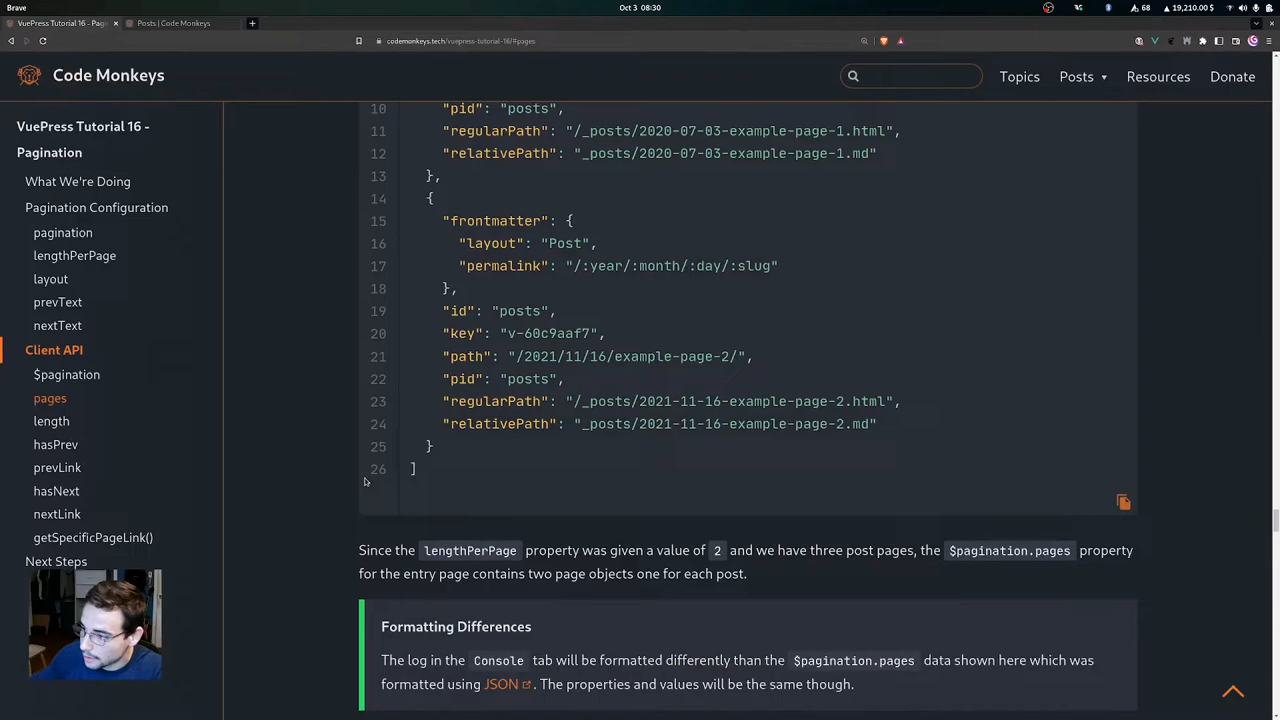 Brave
Oct 3 08:30
68
19,210.00 $
VuePress Tutorial 16 - Pagi
Posts | Code Monkeys
codemonkeys.tech/vuepress-tutorial-16/#pages
Code Monkeys
Topics
Posts
Resources
Donate
VuePress Tutorial 16 -
Pagination
What We're Doing
Pagination Configuration
pagination
lengthPerPage
layout
prevText
nextText
Client API
$pagination
pages
length
hasPrev
prevLink
hasNext
nextLink
getSpecificPageLink()
Next Steps
10 "pid": "posts",
11 "regularPath": "/_posts/2020-07-03-example-page-1.html",
12 "relativePath": "_posts/2020-07-03-example-page-1.md"
13 },
14 {
15 "frontmatter": {
16 "layout": "Post",
17 "permalink": "/:year/:month/:day/:slug"
18 },
19 "id": "posts",
20 "key": "v-60c9aaf7",
21 "path": "/2021/11/16/example-page-2/",
22 "pid": "posts",
23 "regularPath": "/_posts/2021-11-16-example-page-2.html",
24 "relativePath": "_posts/2021-11-16-example-page-2.md"
25 }
26 ]
Since the lengthPerPage property was given a value of 2 and we have three post pages, the $pagination.pages property
for the entry page contains two page objects one for each post.
Formatting Differences
The log in the Console tab will be formatted differently than the $pagination.pages data shown here which was
formatted using JSON . The properties and values will be the same though.